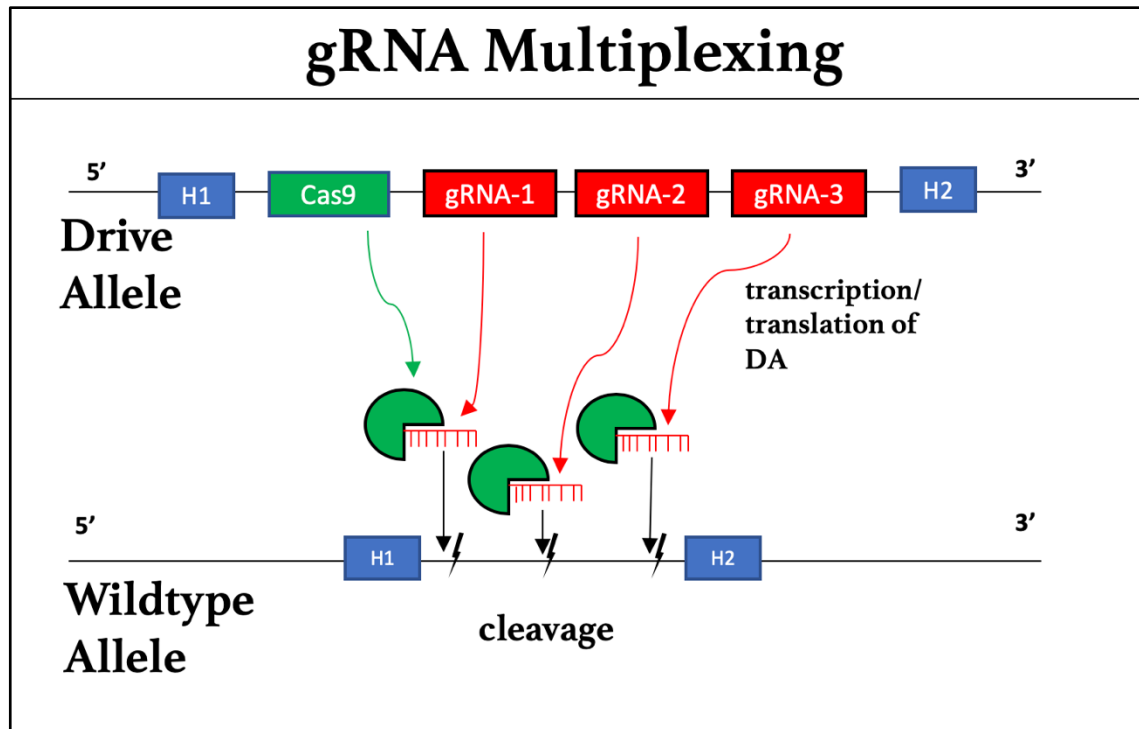 gRNA Multiplexing
5’ H1 Cas9 gRNA-1 gRNA-2 gRNA-3 H2 3’
Drive
Allele
transcription/
translation of
DA
5’ H1 H2 3’
Wildtype
Allele
cleavage